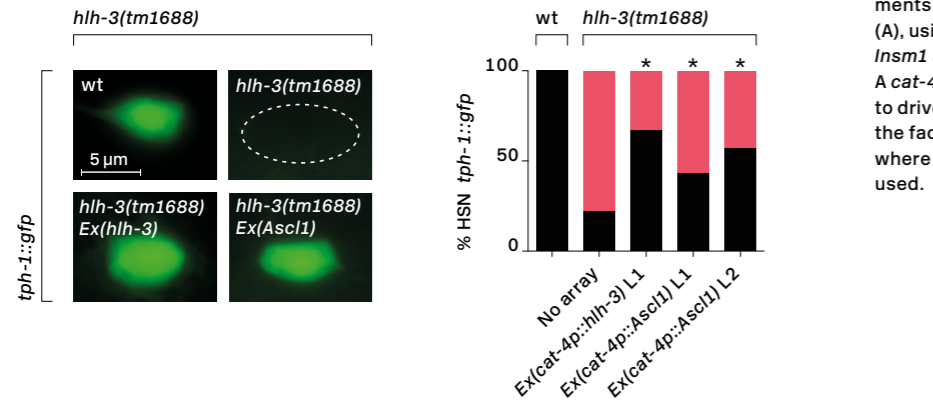 hlh-3(tm1688)
wt
hlh-3(tm1688)
5 µm
hlh-3(tm1688)
Ex(hlh-3)
hlh-3(tm1688)
Ex(Ascl1)
tph-1::gfp
wt
hlh-3(tm1688)
* * *
100
50
0
% HSN tph-1::gfp
No array
Ex(cat-4p::hlh-3) L1
Ex(cat-4p::Ascl1) L1
Ex(cat-4p::Ascl1) L2
ments
(A), usi
Insm1
A cat-4
to drive
the fac
where
used.